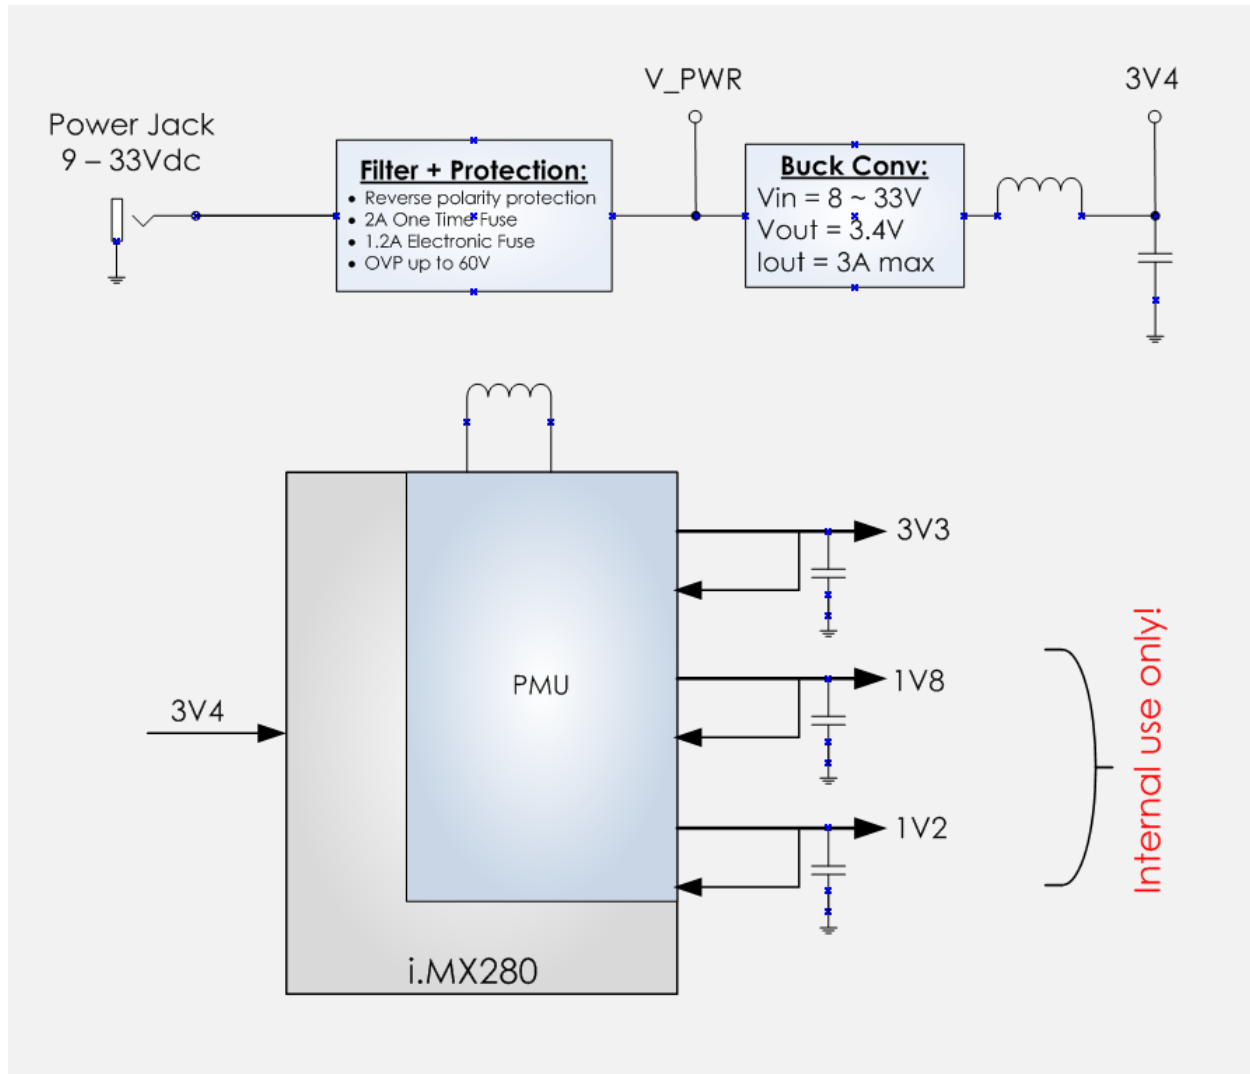 V_PWR
3V4
Power Jack
9 – 33Vdc
Filter + Protection:
• Reverse polarity protection
• 2A One Time Fuse
• 1.2A Electronic Fuse
• OVP up to 60V
Buck Conv:
Vin = 8 ~ 33V
Vout = 3.4V
Iout = 3A max
3V3
1V8
PMU
3V4
1V2
Internal use only!
i.MX280